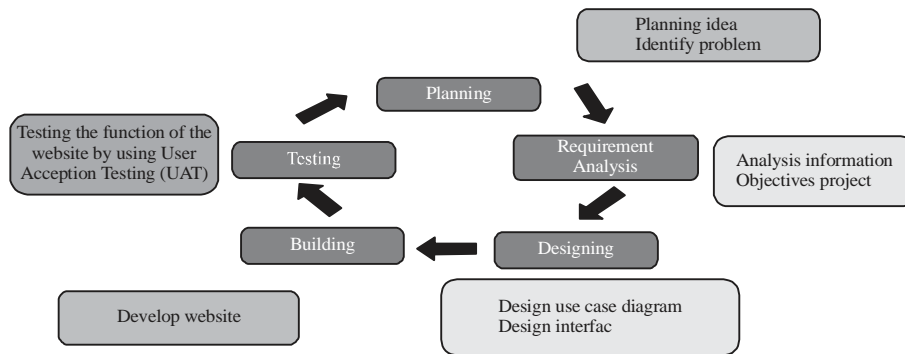 Planning idea
Identify problem
Planning
Testing the function of the
website by using User
Acception Testing (UAT)
Testing
Requirement
Analysis
Analysis information
Objectives project
Building
Designing
Develop website
Design use case diagram
Design interfac